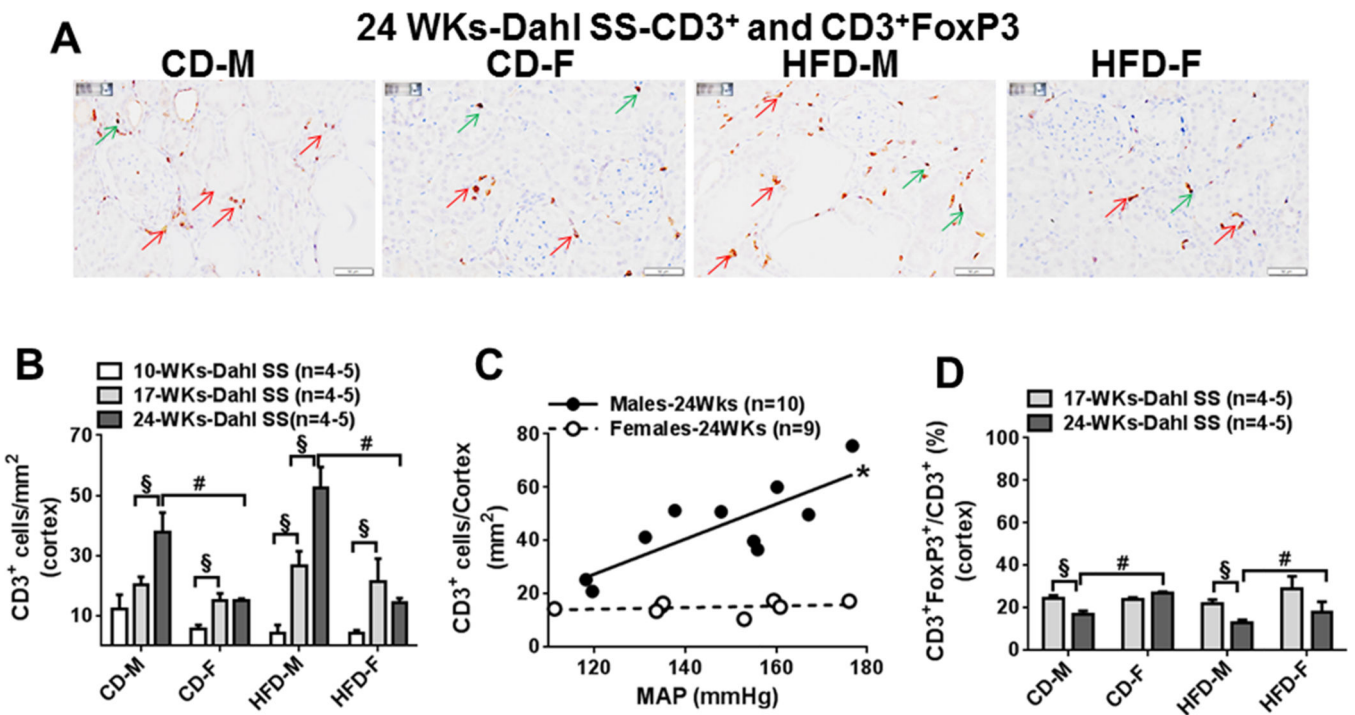 A
24 WKs-Dahl SS-CD3+ and CD3+FoxP3
CD-M CD-F HFD-M HFD-F
B
10-WKs-Dahl SS (n=4-5)
17-WKs-Dahl SS (n=4-5)
24-WKs-Dahl SS(n=4-5)
CD3+ cells/mm2
(cortex)
70
50
30
10
§ # § § § # §
CD-M CD-F HFD-M HFD-F
C
Males-24Wks (n=10)
Females-24WKs (n=9)
CD3+ cells/Cortex
(mm2)
80
60
40
20
0
*
120 140 160 180
MAP (mmHg)
D
17-WKs-Dahl SS (n=4-5)
24-WKs-Dahl SS (n=4-5)
CD3+FoxP3+/CD3+ (%)
(cortex)
100
80
60
40
20
0
§ # § #
CD-M CD-F HFD-M HFD-F